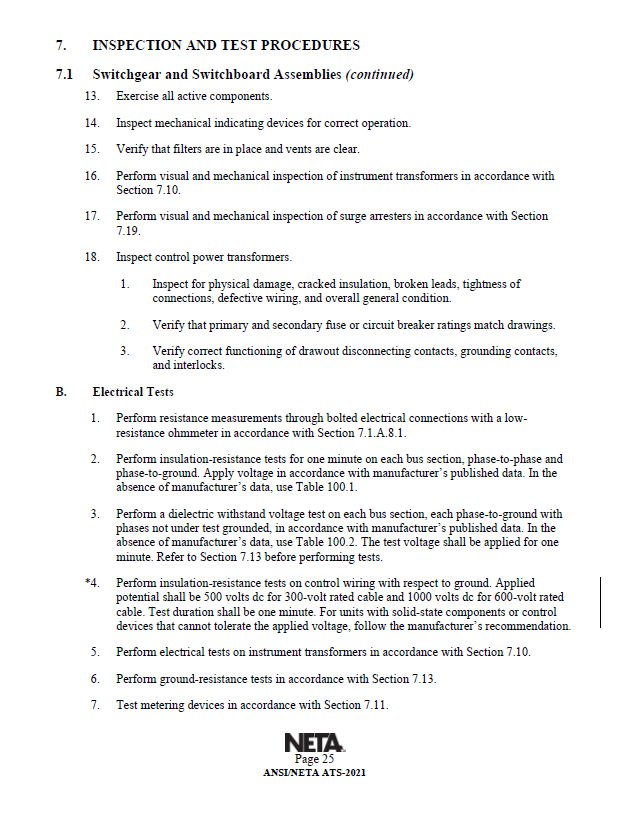 7. INSPECTION AND TEST PROCEDURES
7.1 Switchgear and Switchboard Assemblies (continued)
13. Exercise all active components.
14. Inspect mechanical indicating devices for correct operation.
15. Verify that filters are in place and vents are clear.
16. Perform visual and mechanical inspection of instrument transformers in accordance with
Section 7.10.
17. Perform visual and mechanical inspection of surge arresters in accordance with Section
7.19.
18. Inspect control power transformers.
1. Inspect for physical damage, cracked insulation, broken leads, tightness of
connections, defective wiring, and overall general condition.
2. Verify that primary and secondary fuse or circuit breaker ratings match drawings.
3. Verify correct functioning of drawout disconnecting contacts, grounding contacts,
and interlocks.
B. Electrical Tests
1. Perform resistance measurements through bolted electrical connections with a low-
resistance ohmmeter in accordance with Section 7.1.A.8.1.
2. Perform insulation-resistance tests for one minute on each bus section, phase-to-phase and
phase-to-ground. Apply voltage in accordance with manufacturer's published data. In the
absence of manufacturer's data, use Table 100.1.
3. Perform a dielectric withstand voltage test on each bus section, each phase-to-ground with
phases not under test grounded, in accordance with manufacturer's published data. In the
absence of manufacturer's data, use Table 100.2. The test voltage shall be applied for one
minute. Refer to Section 7.13 before performing tests.
*4. Perform insulation-resistance tests on control wiring with respect to ground. Applied
potential shall be 500 volts dc for 300-volt rated cable and 1000 volts dc for 600-volt rated
cable. Test duration shall be one minute. For units with solid-state components or control
devices that cannot tolerate the applied voltage, follow the manufacturer's recommendation.
5. Perform electrical tests on instrument transformers in accordance with Section 7.10.
6. Perform ground-resistance tests in accordance with Section 7.13.
7. Test metering devices in accordance with Section 7.11.
NETA
Page 25
ANSI/NETA ATS-2021